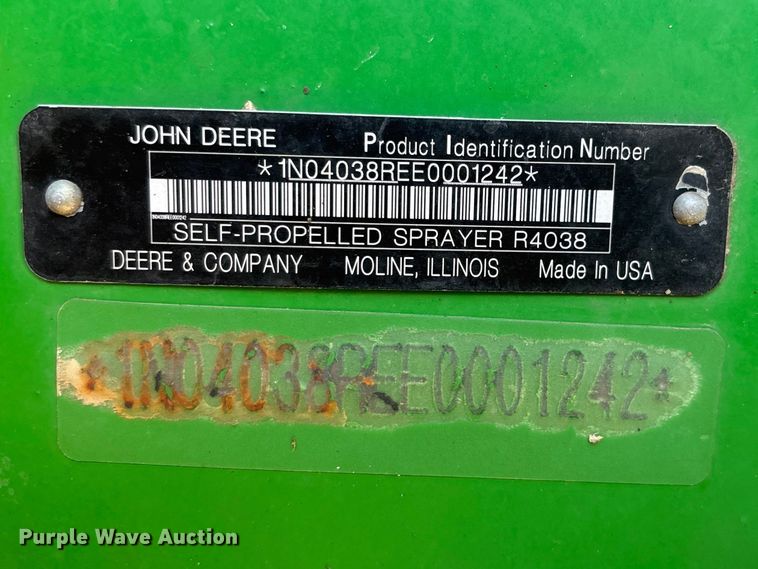 JOHN DEERE Product Identification Number
*1N04038REE0001242*
1N04038REE0001242
SELF-PROPELLED SPRAYER R4038
DEERE & COMPANY MOLINE, ILLINOIS Made In USA
*1N04038REE0001242*
Purple Wave Auction